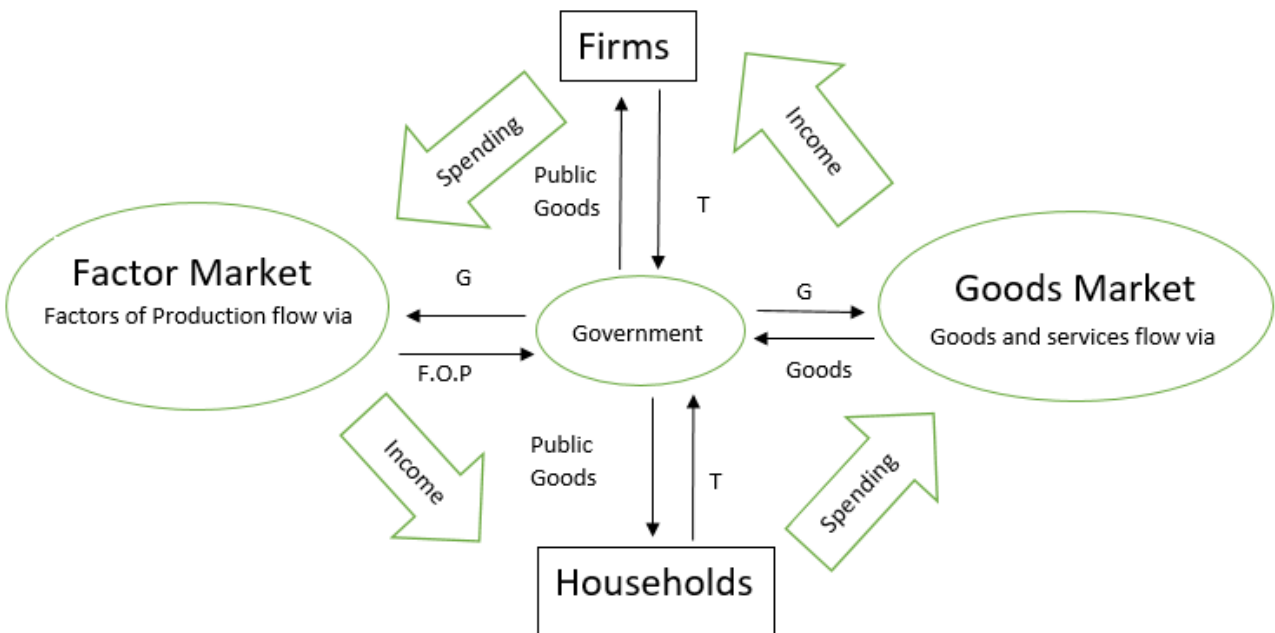 Firms
Spending
Income
Public
Goods
T
Factor Market
Factors of Production flow via
G
Government
G
Goods Market
Goods and services flow via
F.O.P
Goods
Income
Public
Goods
T
Spending
Households